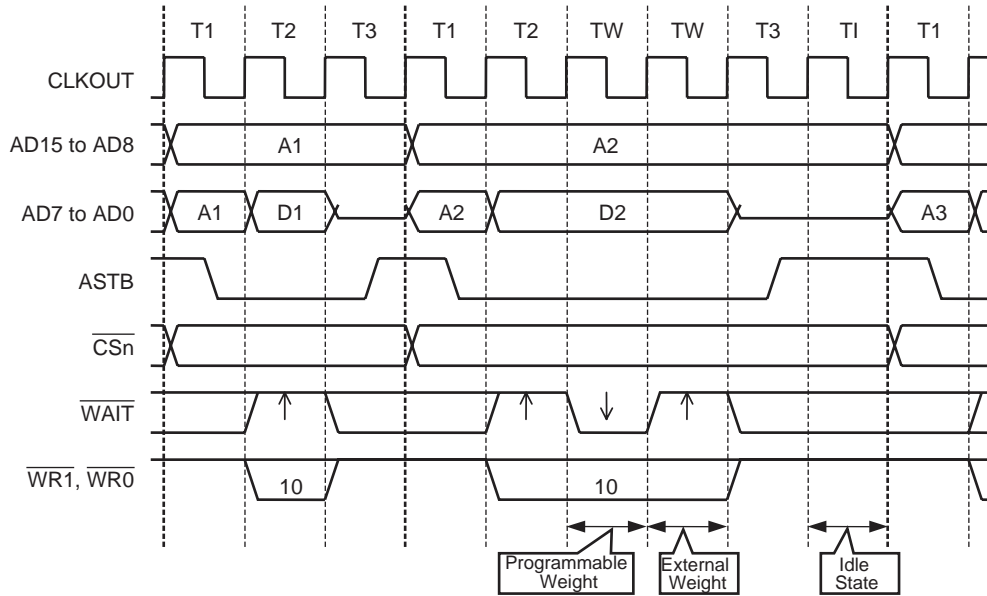 T1 T2 T3 T1 T2 TW TW T3 TI T1
CLKOUT
AD15 to AD8 A1 A2
AD7 to AD0 A1 D1 A2 D2 A3
ASTB
CSn
WAIT
WR1, WR0 10 10
Programmable Weight
External Weight
Idle State